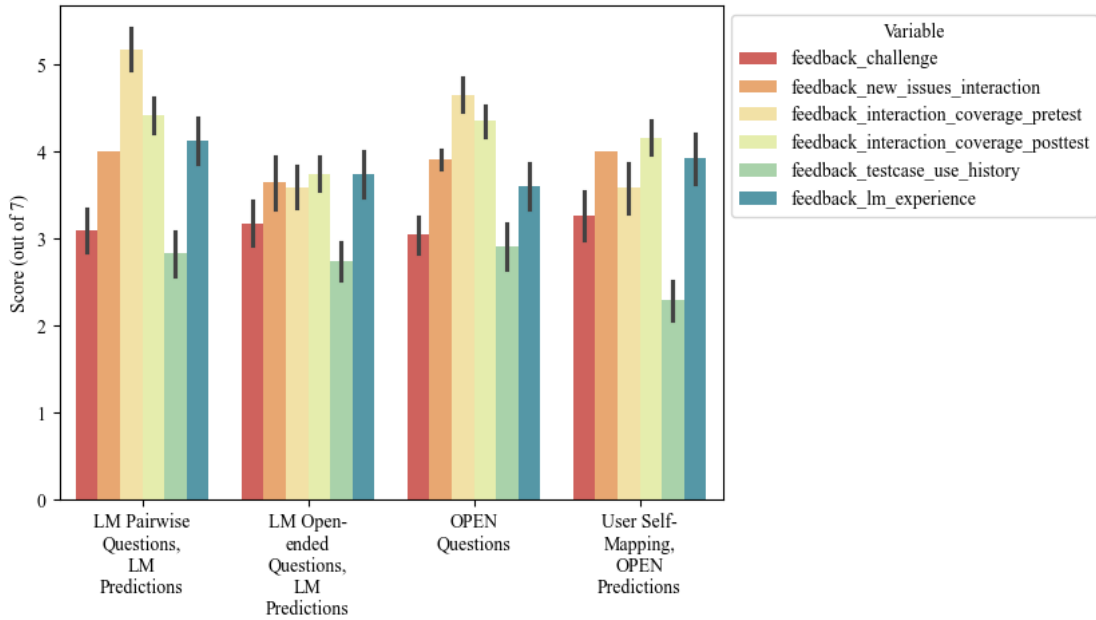 Score (out of 7)
5
4
3
2
1
0
LM Pairwise
Questions,
LM
Predictions
LM Open-
ended
Questions,
LM
Predictions
OPEN
Questions
User Self-
Mapping,
OPEN
Predictions
Variable
feedback_challenge
feedback_new_issues_interaction
feedback_interaction_coverage_pretest
feedback_interaction_coverage_posttest
feedback_testcase_use_history
feedback_lm_experience